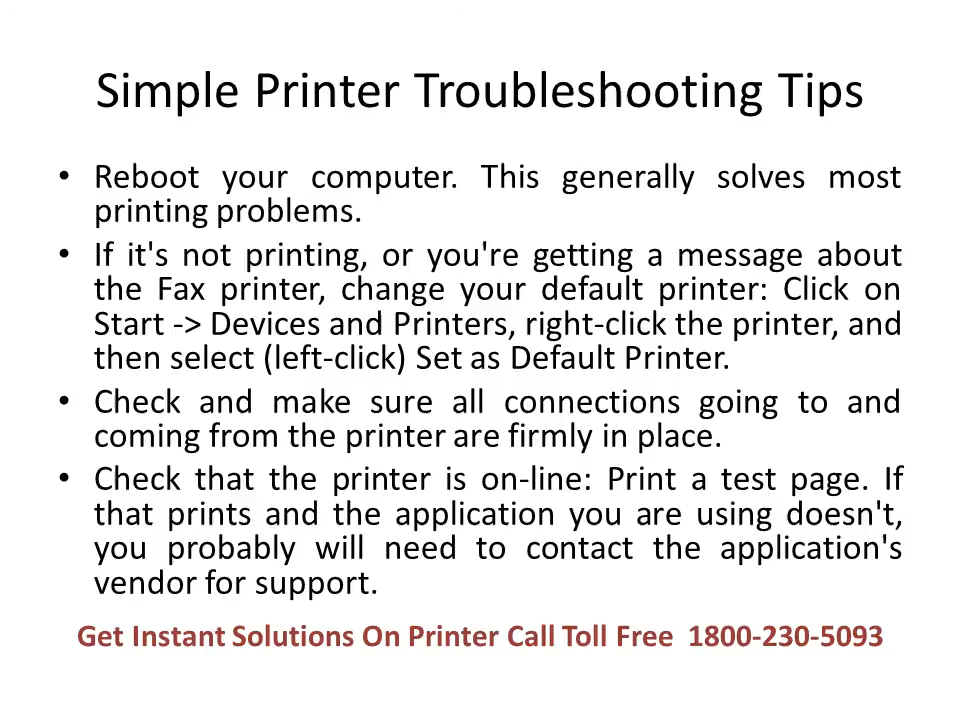 Simple Printer Troubleshooting Tips
• Reboot your computer. This generally solves most
printing problems.
• If it's not printing, or you're getting a message about
the Fax printer, change your default printer: Click on
Start -> Devices and Printers, right-click the printer, and
then select (left-click) Set as Default Printer.
• Check and make sure all connections going to and
coming from the printer are firmly in place.
• Check that the printer is on-line: Print a test page. If
that prints and the application you are using doesn't,
you probably will need to contact the application's
vendor for support.
Get Instant Solutions On Printer Call Toll Free 1800-230-5093